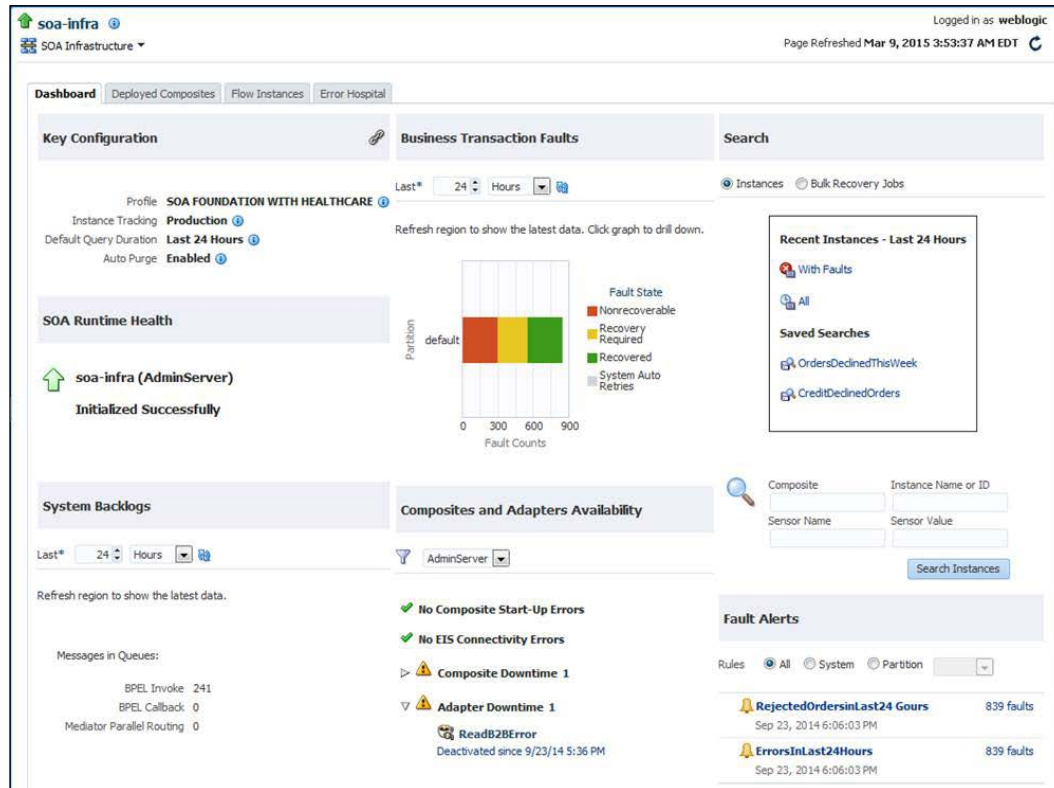 soa-infra
Logged in as weblogic
SOA Infrastructure
Page Refreshed Mar 9, 2015 3:53:37 AM EDT
Dashboard
Deployed Composites
Flow Instances
Error Hospital
Key Configuration
Profile SOA FOUNDATION WITH HEALTHCARE
Instance Tracking Production
Default Query Duration Last 24 Hours
Auto Purge Enabled
SOA Runtime Health
soa-infra (AdminServer)
Initialized Successfully
System Backlogs
Last* 24 Hours
Refresh region to show the latest data.
Messages in Queues:
BPEL Invoke 241
BPEL Callback 0
Mediator Parallel Routing 0
Business Transaction Faults
Last* 24 Hours
Refresh region to show the latest data. Click graph to drill down.
Partition
default
0 300 600 900
Fault Counts
Fault State
Nonrecoverable
Recovery
Required
Recovered
System Auto
Retries
Composites and Adapters Availability
AdminServer
No Composite Start-Up Errors
No EIS Connectivity Errors
Composite Downtime 1
Adapter Downtime 1
ReadB2BError
Deactivated since 9/23/14 5:36 PM
Search
Instances
Bulk Recovery Jobs
Recent Instances - Last 24 Hours
With Faults
All
Saved Searches
OrdersDeclinedThisWeek
CreditDeclinedOrders
Composite
Instance Name or ID
Sensor Name
Sensor Value
Search Instances
Fault Alerts
Rules All System Partition
RejectedOrdersinLast24 Gours 839 faults
Sep 23, 2014 6:06:03 PM
ErrorsInLast24Hours 839 faults
Sep 23, 2014 6:06:03 PM